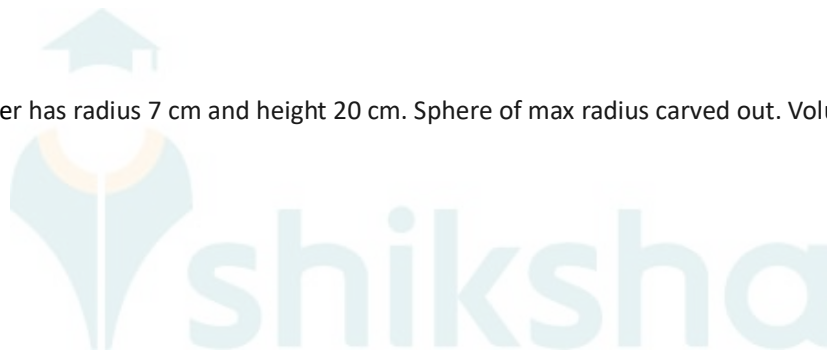 er has radius 7 cm and height 20 cm. Sphere of max radius carved out. Volu
shiksha